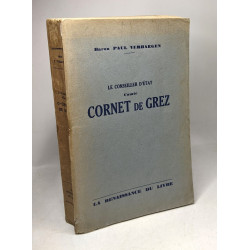 Baron PAUL VERHAEGEN
LE CONSEILLER D'ÉTAT
Comte
CORNET DE GREZ
LA RENAISSANCE DU LIVRE